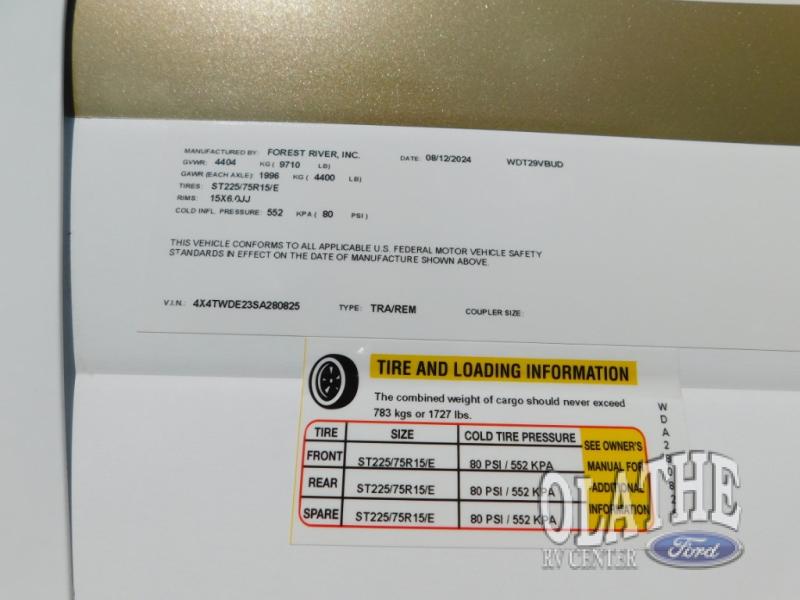 MANUFACTURED BY: FOREST RIVER, INC. DATE: 08/12/2024 WDT29VBUD
GVWR: 4404 KG ( 9710 LB)
GAWR (EACH AXLE): 1996 KG ( 4400 LB)
TIRES: ST225/75R15/E
RIMS: 15X6.0JJ
COLD INFL. PRESSURE: 552 KPA ( 80 PSI )
THIS VEHICLE CONFORMS TO ALL APPLICABLE U.S. FEDERAL MOTOR VEHICLE SAFETY
STANDARDS IN EFFECT ON THE DATE OF MANUFACTURE SHOWN ABOVE.
V.I.N.: 4X4TWDE23SA280825 TYPE: TRA/REM COUPLER SIZE:
TIRE AND LOADING INFORMATION
The combined weight of cargo should never exceed
783 kgs or 1727 lbs.
TIRE SIZE COLD TIRE PRESSURE SEE OWNER'S
FRONT ST225/75R15/E 80 PSI / 552 KPA MANUAL FOR
REAR ST225/75R15/E 80 PSI / 552 KPA ADDITIONAL
SPARE ST225/75R15/E 80 PSI / 552 KPA INFORMATION
OLATHE
RV CENTER Ford